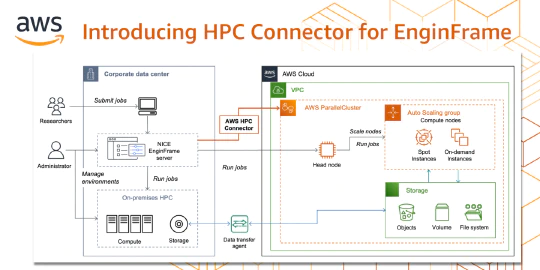 aws
Introducing HPC Connector for EnginFrame
Corporate data center
aws
AWS Cloud
VPC
Submit jobs
AWS ParallelCluster
Auto Scaling group
Compute nodes
Researchers
AWS HPC
Connector
Scale nodes
NICE
EnginFrame
server
Run jobs
Spot
Instances
On-demand
Instances
Administrator
Head node
Manage
environments
Run jobs
Run jobs
On-premises HPC
Storage
Compute
Storage
Data transfer
agent
Objects
Volume
File system